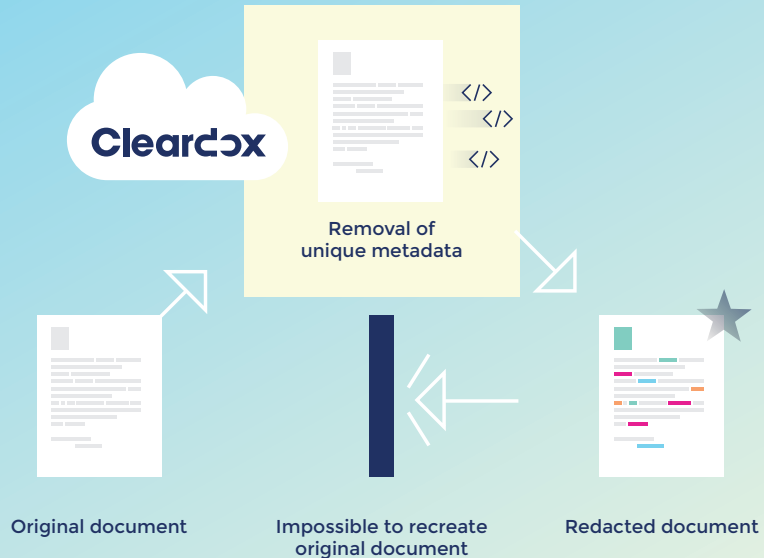 Cleardox
</>
</>
</>
Removal of
unique metadata
Original document
Impossible to recreate
original document
Redacted document